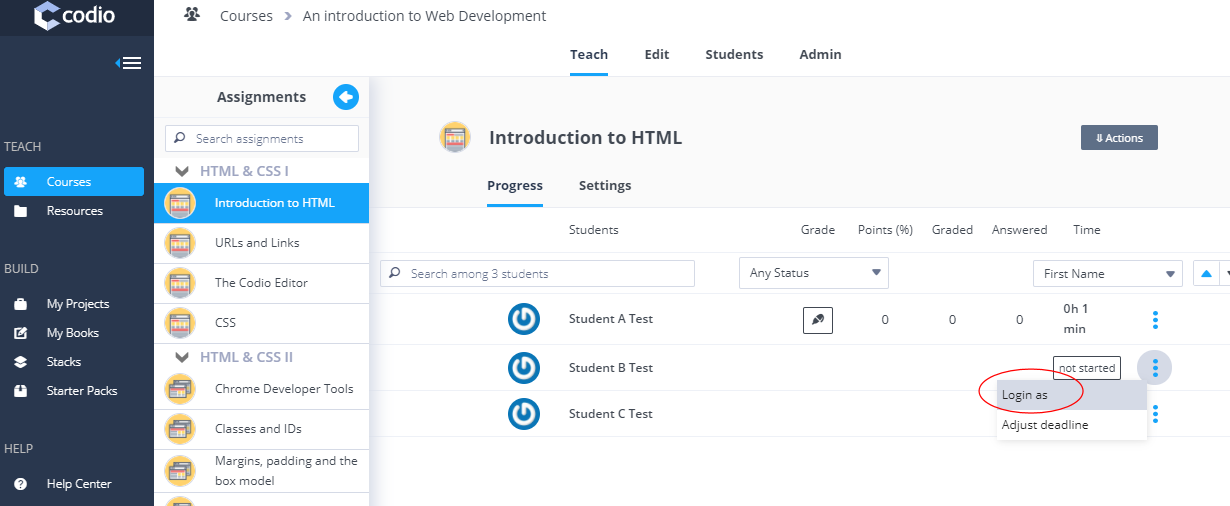 codio
Courses > An introduction to Web Development
Teach Edit Students Admin
Assignments
Search assignments
TEACH
Courses
Resources
BUILD
My Projects
My Books
Stacks
Starter Packs
HELP
Help Center
HTML & CSS I
Introduction to HTML
URLs and Links
The Codio Editor
CSS
HTML & CSS II
Chrome Developer Tools
Classes and IDs
Margins, padding and the
box model
Introduction to HTML
Actions
Progress Settings
Students Grade Points (%) Graded Answered Time
Search among 3 students Any Status First Name
Student A Test 0 0 0 0h 1
min
Student B Test not started
Login as
Adjust deadline
Student C Test